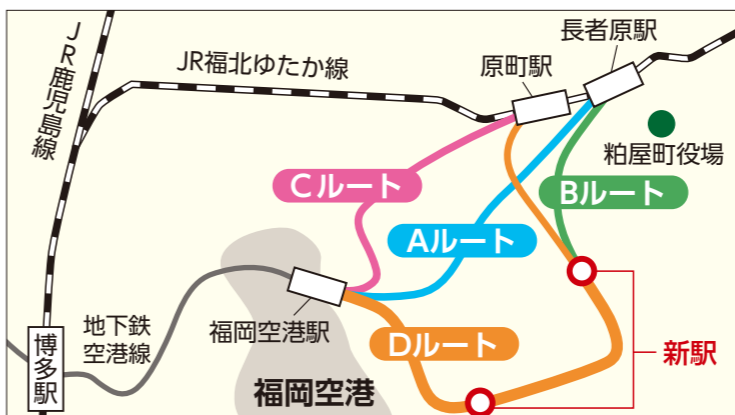 JR鹿児島線
JR福北ゆたか線
原町駅
長者原駅
粕屋町役場
Cルート
Aルート
Bルート
地下鉄
空港線
福岡空港駅
Dルート
新駅
博多駅
福岡空港